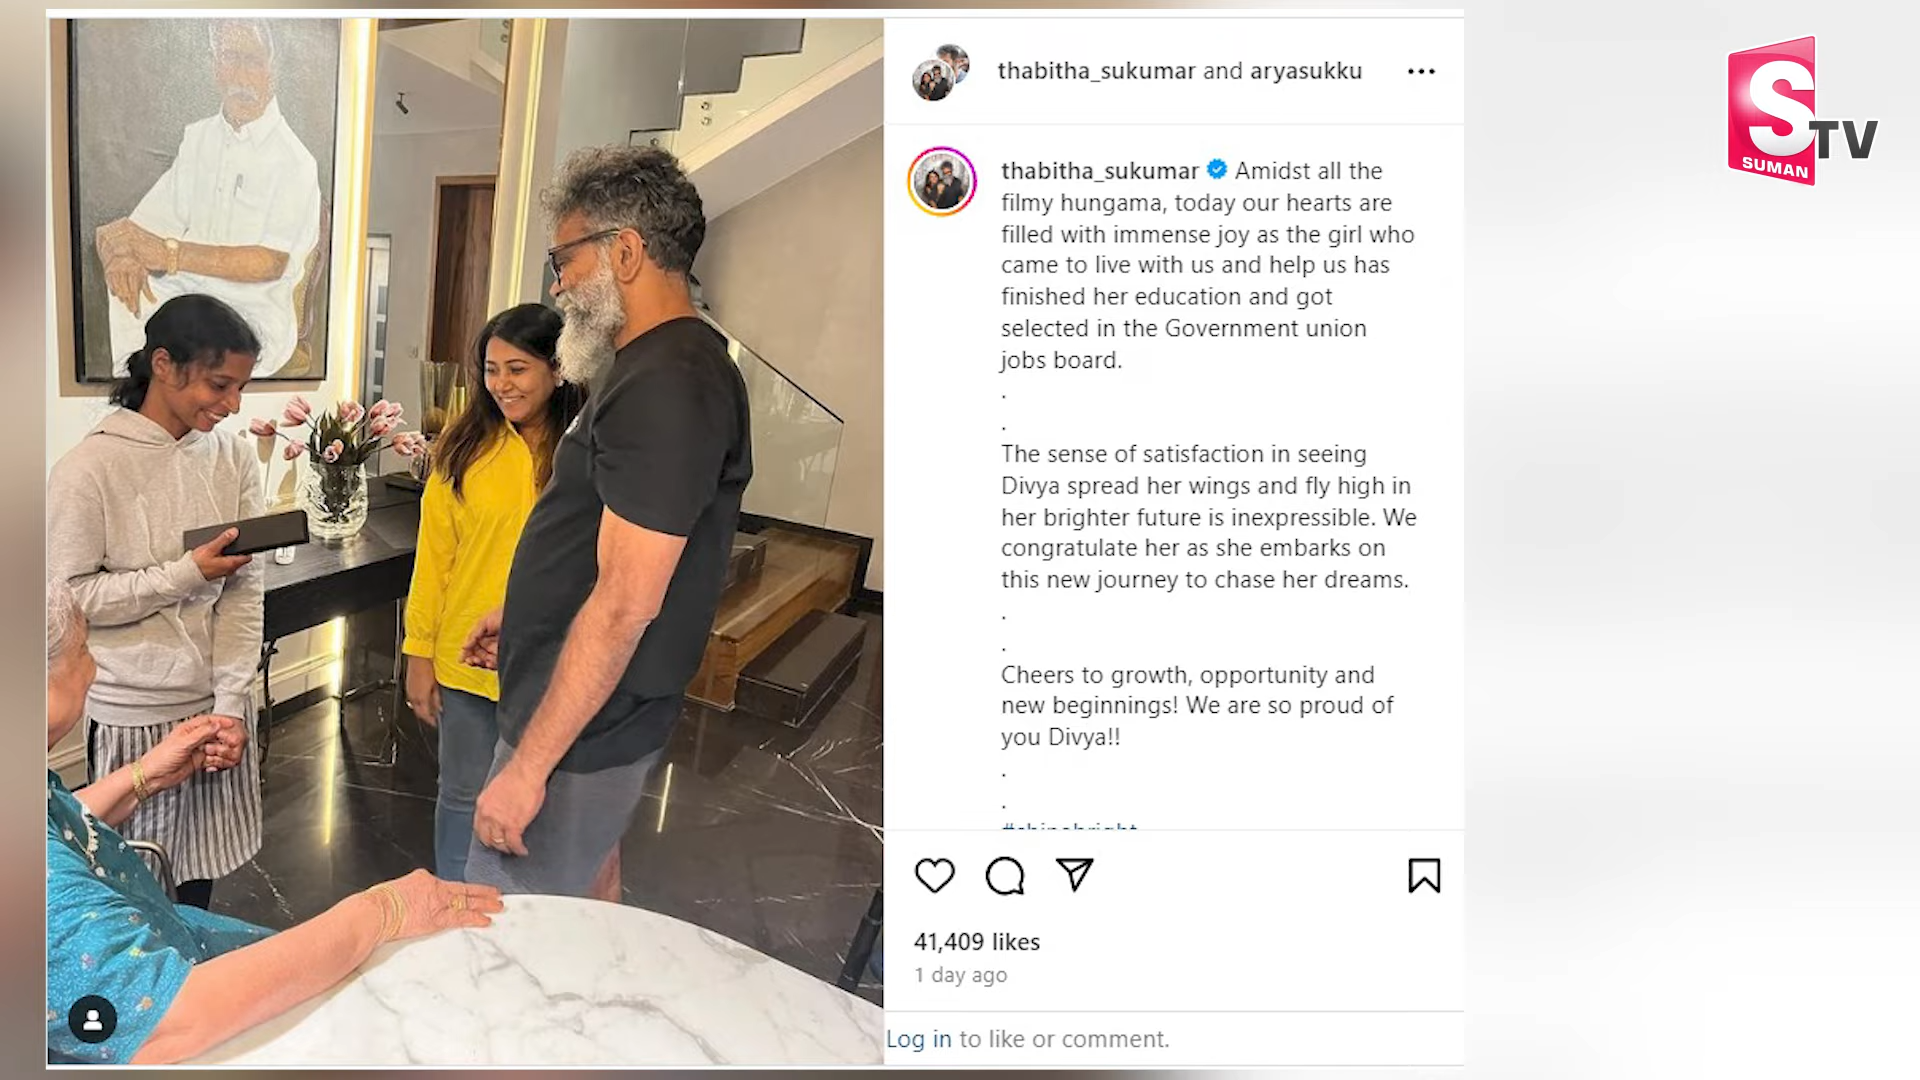 thabitha_sukumar and aryasukku
S
TV
SUMAN
thabitha_sukumar Amidst all the
filmy hungama, today our hearts are
filled with immense joy as the girl who
came to live with us and help us has
finished her education and got
selected in the Government union
jobs board.
.
.
The sense of satisfaction in seeing
Divya spread her wings and fly high in
her brighter future is inexpressible. We
congratulate her as she embarks on
this new journey to chase her dreams.
.
.
Cheers to growth, opportunity and
new beginnings! We are so proud of
you Divya!!
.
.
#shinebright
41,409 likes
1 day ago
Log in to like or comment.